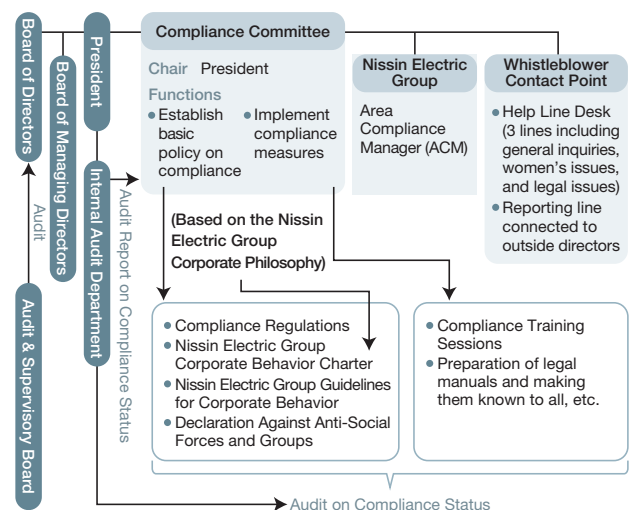 Board of Directors
Board of Managing Directors
President
Audit
Audit & Supervisory Board
Internal Audit Department
Audit Report on Compliance Status
Compliance Committee
Chair President
Functions
• Establish
basic
policy on
compliance
• Implement
compliance
measures
Nissin Electric
Group
Area
Compliance
Manager (ACM)
Whistleblower
Contact Point
• Help Line Desk
(3 lines including
general inquiries,
women's issues,
and legal issues)
• Reporting line
connected to
outside directors
(Based on the Nissin
Electric Group
Corporate Philosophy)
• Compliance Regulations
• Nissin Electric Group
Corporate Behavior Charter
• Nissin Electric Group Guidelines
for Corporate Behavior
• Declaration Against Anti-Social
Forces and Groups
• Compliance Training
Sessions
• Preparation of legal
manuals and making
them known to all, etc.
Audit on Compliance Status